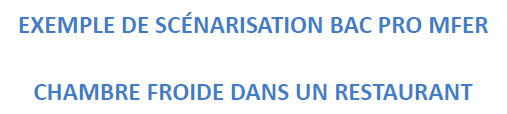 EXEMPLE DE SCÉNARISATION BAC PRO MFER
CHAMBRE FROIDE DANS UN RESTAURANT